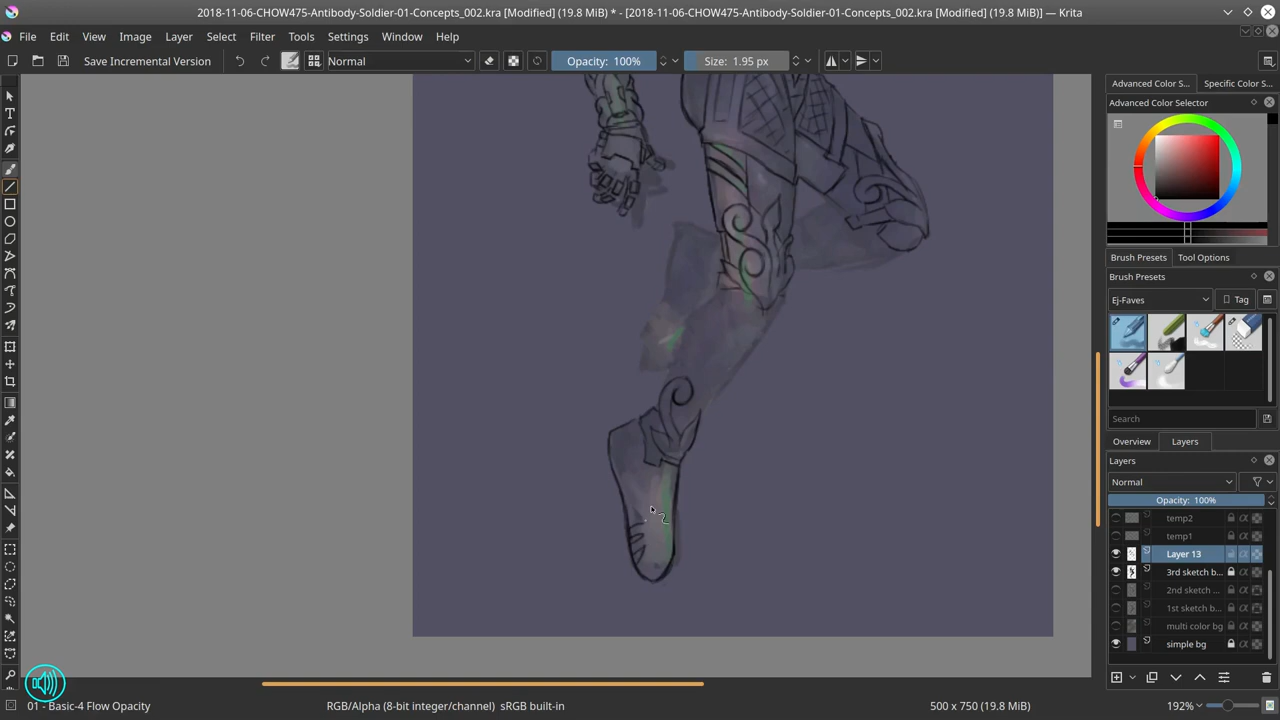 2018-11-06-CHOW475-Antibody-Soldier-01-Concepts_002.kra [Modified] (19.8 MiB) * - [2018-11-06-CHOW475-Antibody-Soldier-01-Concepts_002.kra [Modified] (19.8 MiB)] — Krita
File Edit View Image Layer Select Filter Tools Settings Window Help
Save Incremental Version Normal Opacity: 100% Size: 1.95 px
Advanced Color S... Specific Color S...
Advanced Color Selector
Brush Presets Tool Options
Brush Presets
Ej-Faves Tag
Search
Overview Layers
Layers
Normal
Opacity: 100%
temp2
temp1
Layer 13
3rd sketch b...
2nd sketch ...
1st sketch b...
multi color bg
simple bg
01 - Basic-4 Flow Opacity RGB/Alpha (8-bit integer/channel) sRGB built-in 500 x 750 (19.8 MiB) 192%